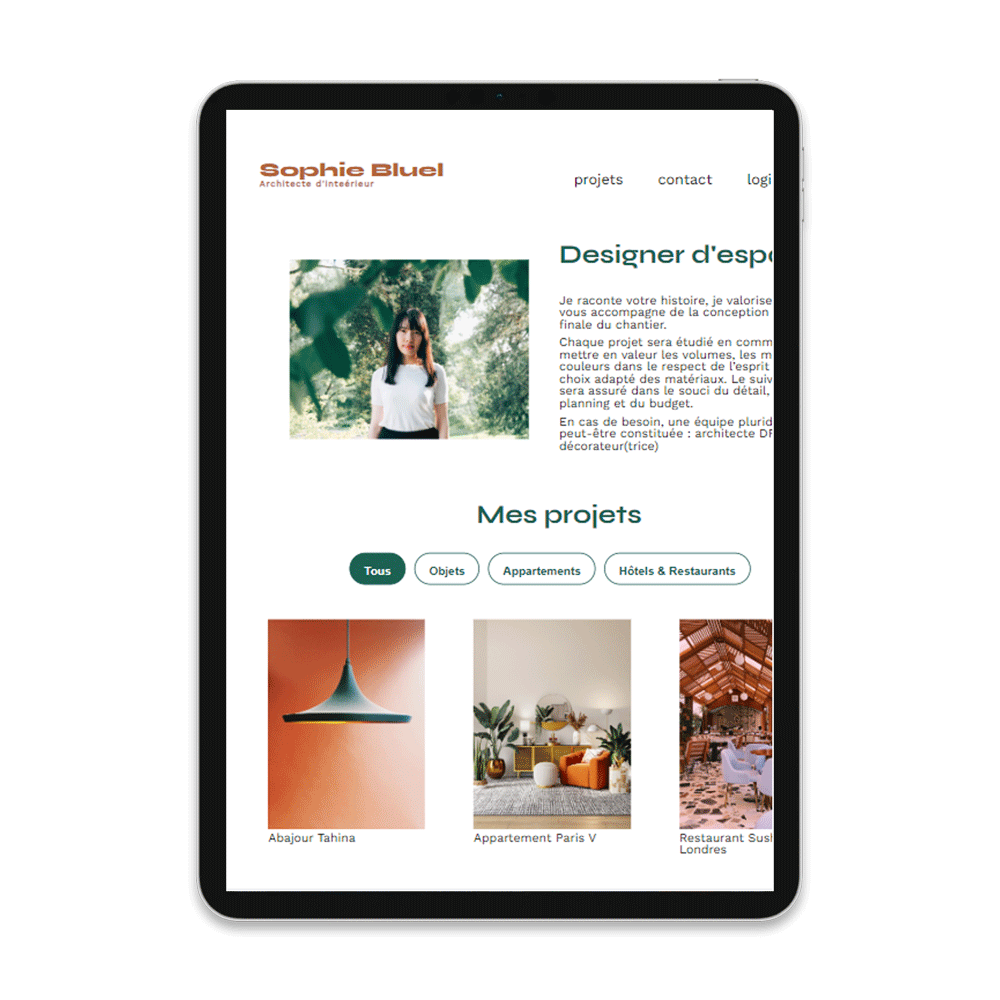 Sophie Bluel
Architecte d'Inteérieur
projets contact logi
Designer d'espa
Je raconte votre histoire, je valorise
vous accompagne de la conception
finale du chantier.
Chaque projet sera étudié en comm
mettre en valeur les volumes, les m
couleurs dans le respect de l'esprit
choix adapté des matériaux. Le suiv
sera assuré dans le souci du détail,
planning et du budget.
En cas de besoin, une équipe plurid
peut-être constituée : architecte DP
décorateur(trice)
Mes projets
Tous Objets Appartements Hôtels & Restaurants
Abajour Tahina
Appartement Paris V
Restaurant Sush
Londres